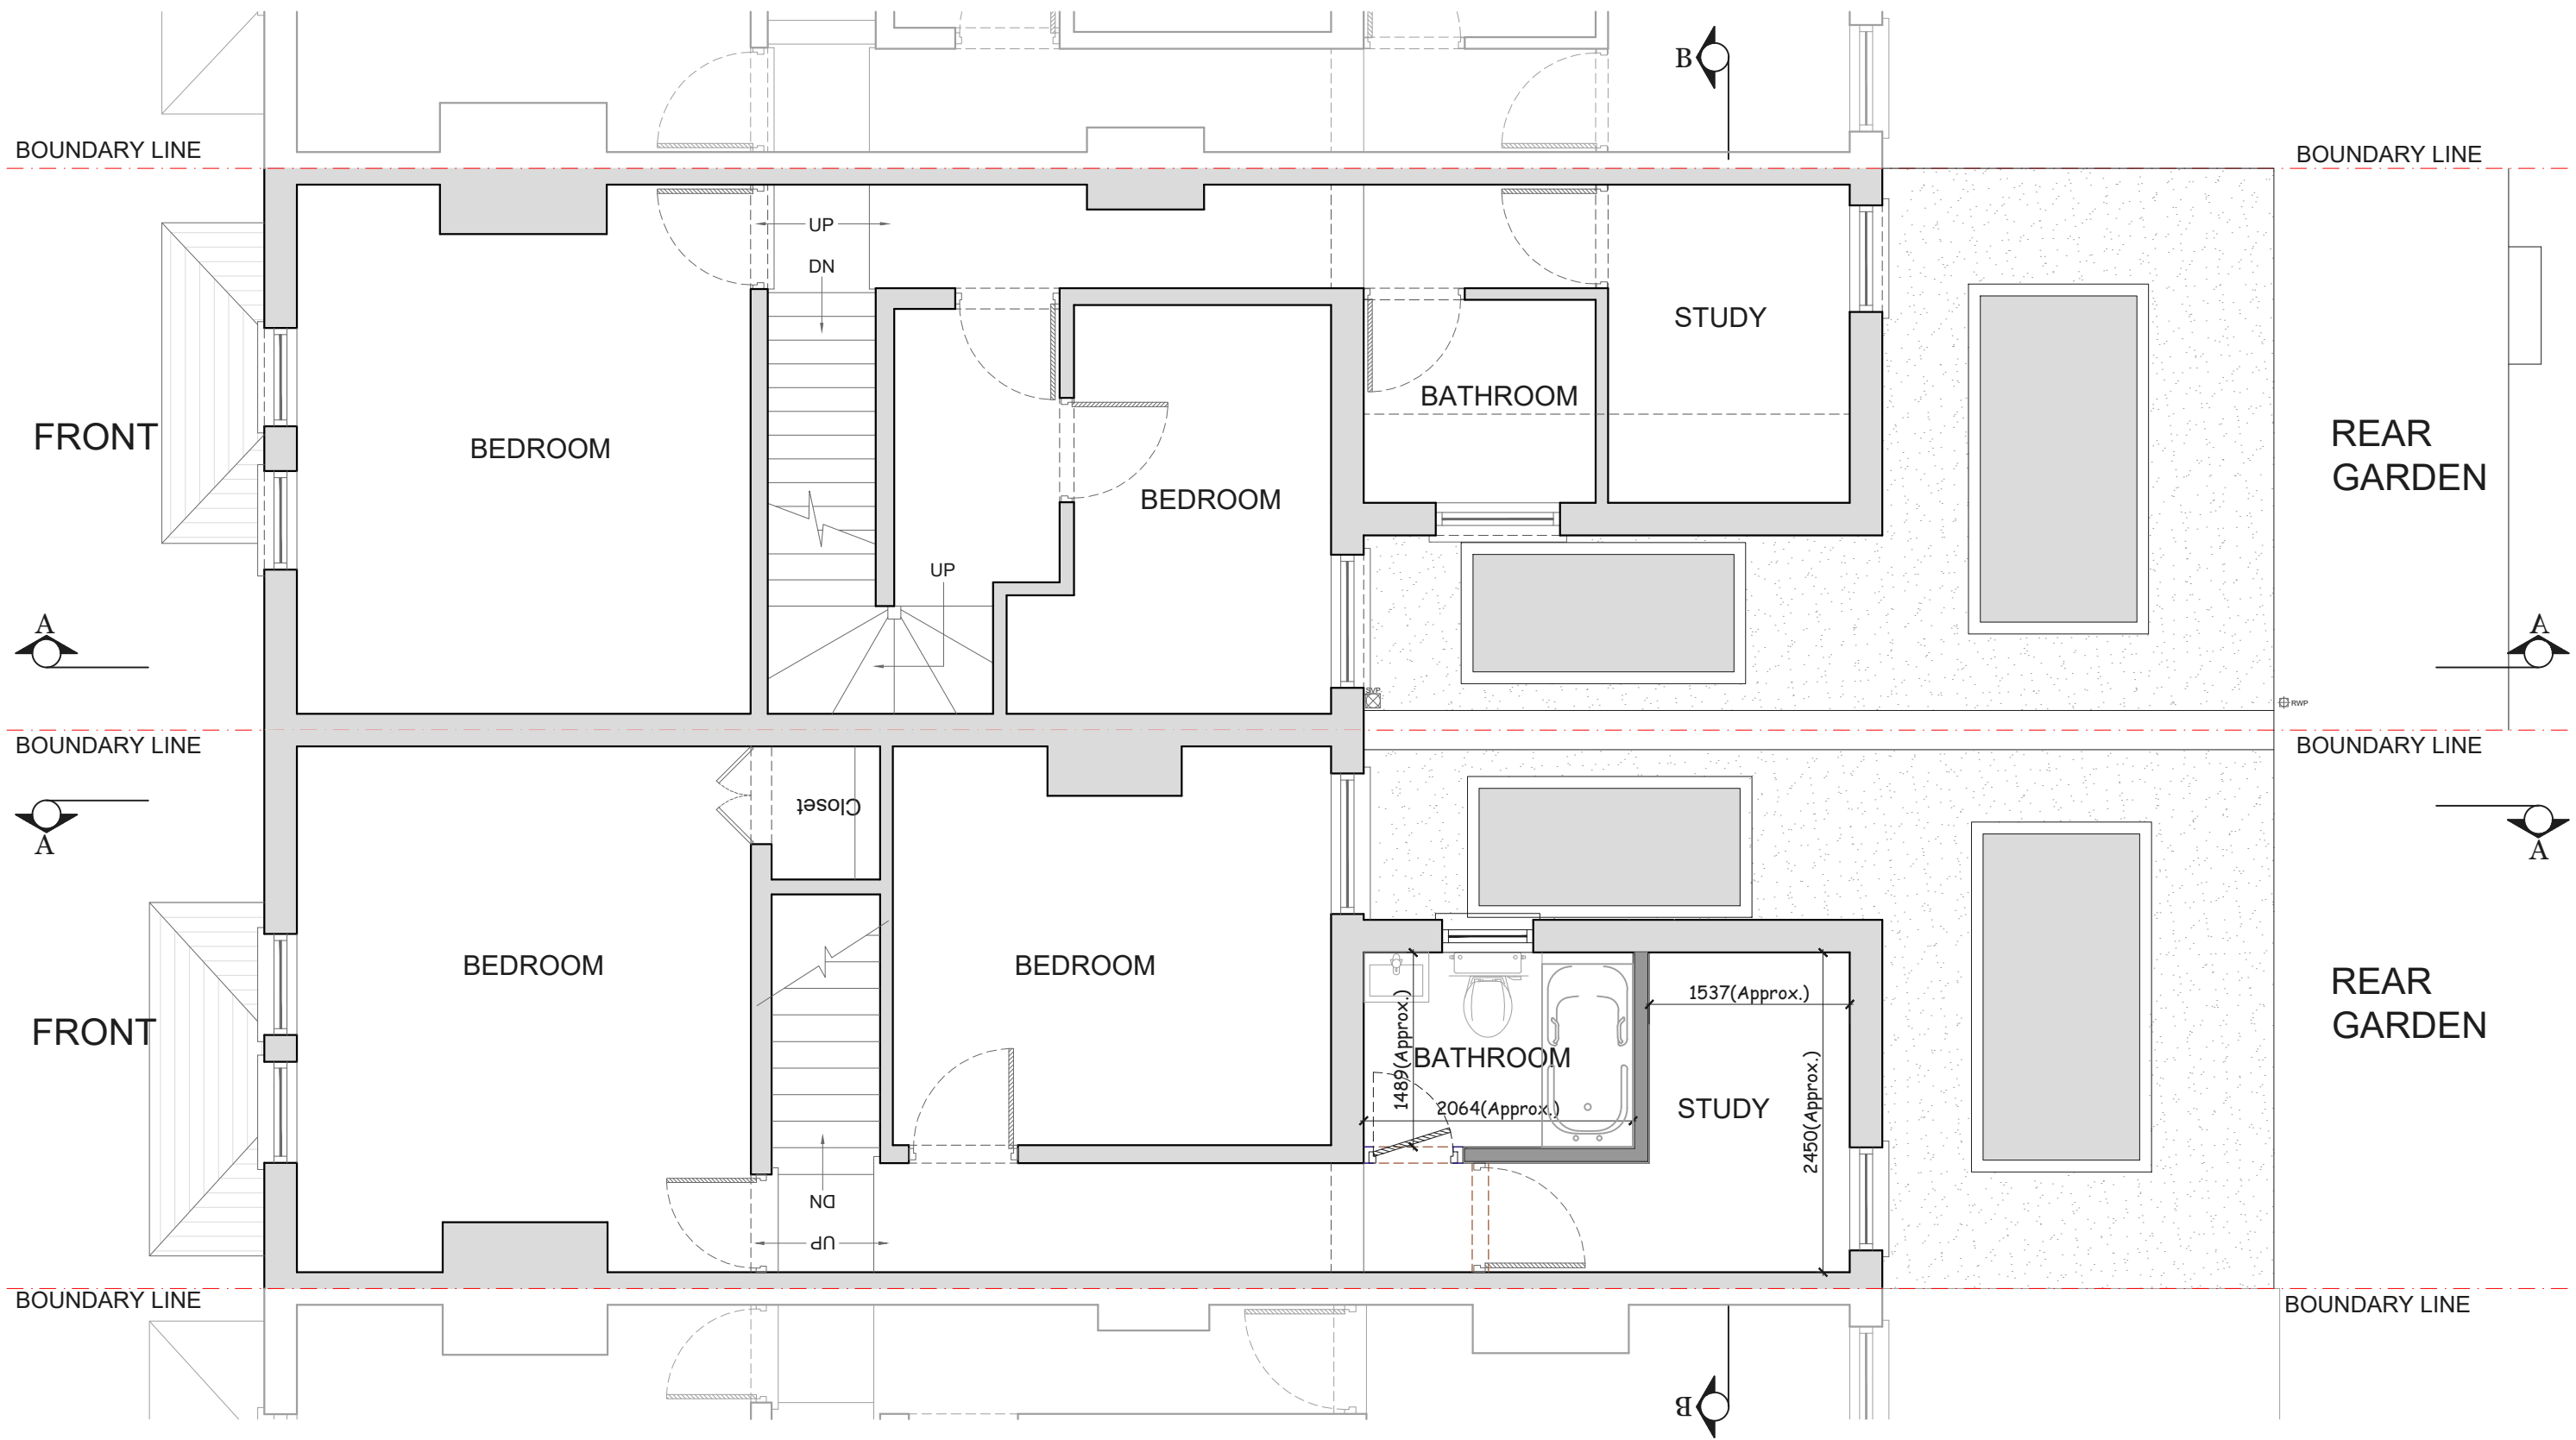 B
BOUNDARY LINE
BOUNDARY LINE
UP
DN
STUDY
BATHROOM
FRONT
BEDROOM
REAR
GARDEN
BEDROOM
UP
A
A
SVP
RWP
BOUNDARY LINE
BOUNDARY LINE
Closet
A
A
BEDROOM
BEDROOM
REAR
GARDEN
FRONT
1537(Approx.)
1489(Approx.)
BATHROOM
2064(Approx.)
STUDY
2450(Approx.)
DN
UP
BOUNDARY LINE
BOUNDARY LINE
B